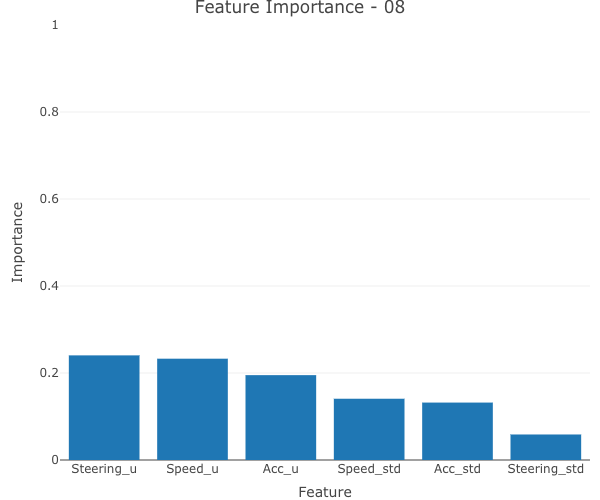 Feature Importance - 08
1
0.8
0.6
0.4
0.2
0
Importance
Steering_u Speed_u Acc_u Speed_std Acc_std Steering_std
Feature